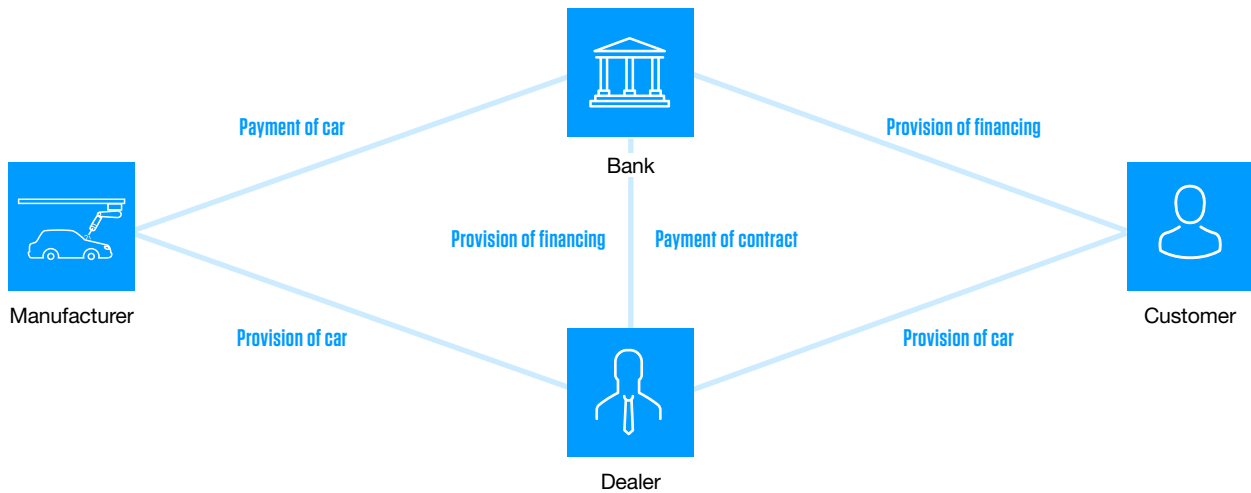 Payment of car
Provision of financing
Bank
Provision of financing
Payment of contract
Manufacturer
Customer
Provision of car
Provision of car
Dealer